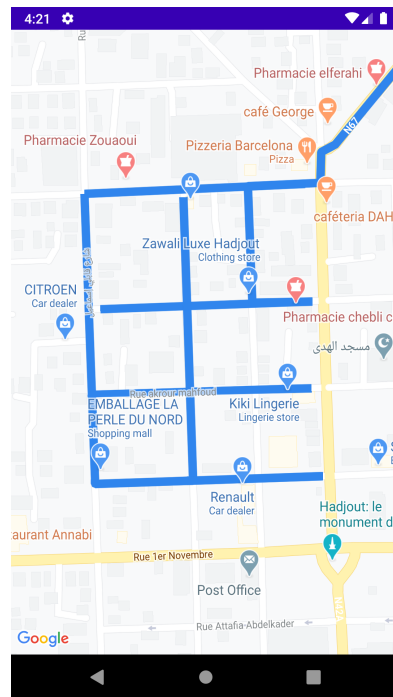 4:21
Ru
Pharmacie elferahi
café George
N67
Pharmacie Zouaoui
Pizzeria Barcelona
Pizza
cafétéria DAH
Zawali Luxe Hadjout
Clothing store
CITROEN
Car dealer
Pharmacie chebli c
مسجد الهدى
Rue akrour mahfoud
EMBALLAGE LA
PERLE DU NORD
Shopping mall
Kiki Lingerie
Lingerie store
S
E
Renault
Car dealer
Hadjout: le
monument d
aurant Annabi
Rue 1er Novembre
Post Office
Rue Attafia-Abdelkader
Google